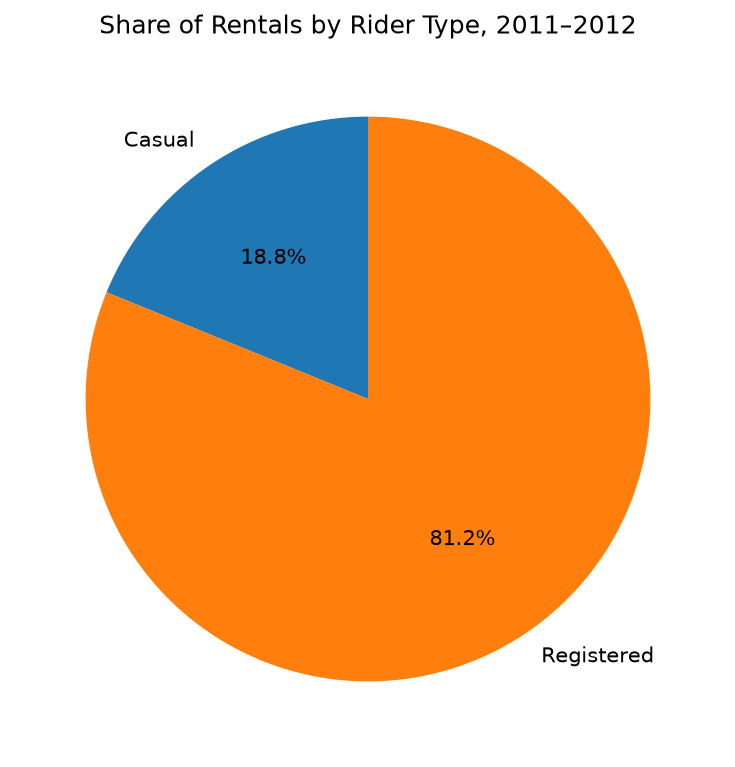 Share of Rentals by Rider Type, 2011–2012
Casual
18.8%
81.2%
Registered